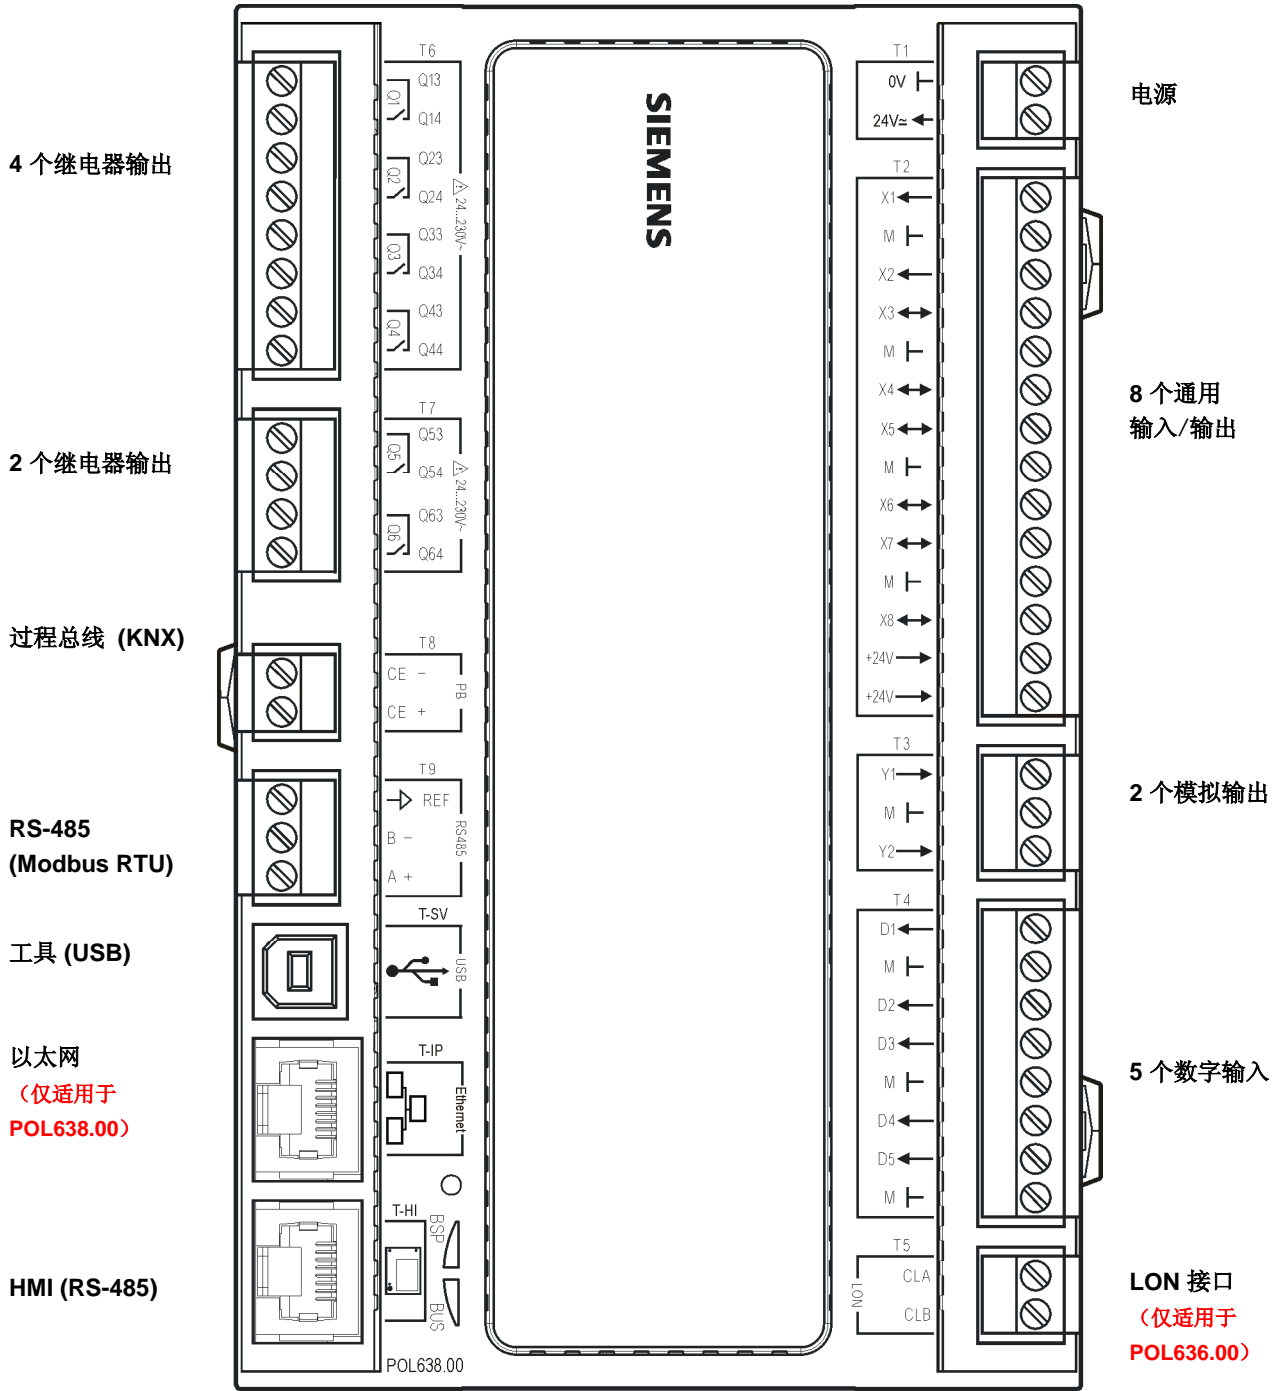 4 个继电器输出
2 个继电器输出
过程总线 (KNX)
RS-485
(Modbus RTU)
工具 (USB)
以太网
（仅适用于
POL638.00）
HMI (RS-485)
T6
Q13
Q1
Q14
Q23
Q2
Q24
Q33
Q3
Q34
Q43
Q4
Q44
24...230V~
T7
Q53
Q5
Q54
Q63
Q6
Q64
24...230V~
T8
CE -
CE +
PB
T9
REF
B -
A +
RS485
T-SV
USB
T-IP
Ethernet
T-HI
BSP
BUS
POL638.00
SIEMENS
T1
0V
24V≃
T2
X1
M
X2
X3
M
X4
X5
M
X6
X7
M
X8
+24V
+24V
T3
Y1
M
Y2
T4
D1
M
D2
D3
M
D4
D5
M
T5
CLA
CLB
LON
电源
8 个通用
输入/输出
2 个模拟输出
5 个数字输入
LON 接口
（仅适用于
POL636.00）